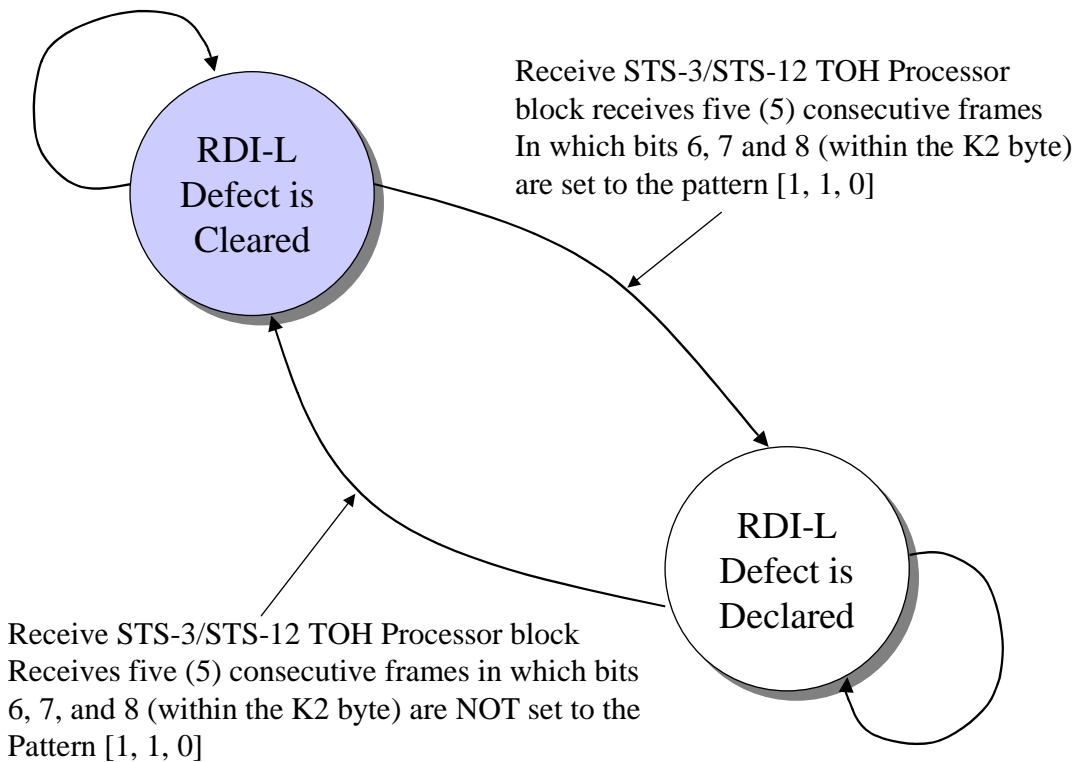 RDI-L
Defect is
Cleared
Receive STS-3/STS-12 TOH Processor
block receives five (5) consecutive frames
In which bits 6, 7 and 8 (within the K2 byte)
are set to the pattern [1, 1, 0]
RDI-L
Defect is
Declared
Receive STS-3/STS-12 TOH Processor block
Receives five (5) consecutive frames in which bits
6, 7, and 8 (within the K2 byte) are NOT set to the
Pattern [1, 1, 0]